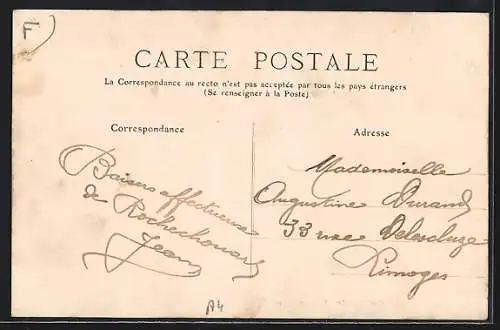 F
CARTE POSTALE
La Correspondance au recto n'est pas acceptée par tous les pays étrangers
(Se renseigner à la Poste)
Correspondance
Baisers affectueux
de Rochechouart
Jean
Adresse
Mademoiselle
Augustine Durand
33 rue Delescluze
Limoges
A4